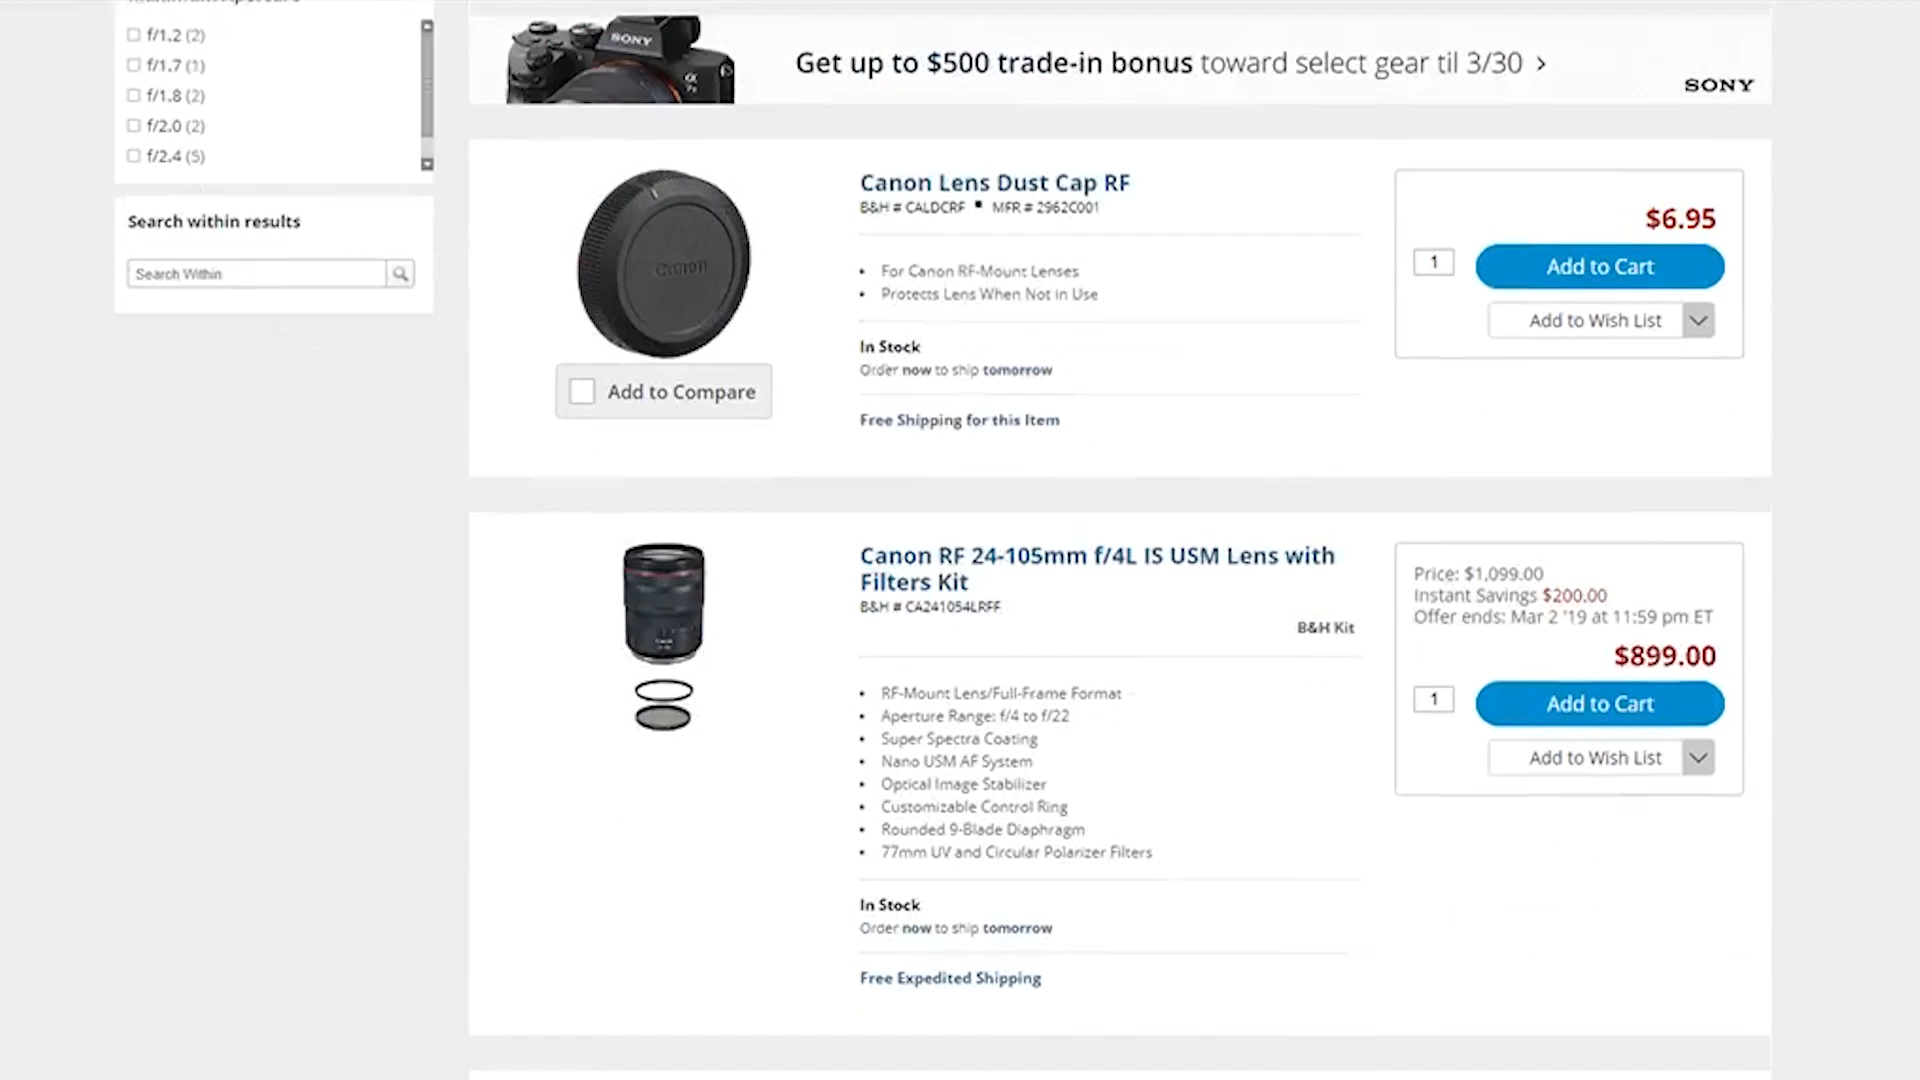 f/1.2 (2)
f/1.7 (1)
f/1.8 (2)
f/2.0 (2)
f/2.4 (5)
Search within results
Search Within
SONY
Get up to $500 trade-in bonus toward select gear til 3/30 >
SONY
Canon Lens Dust Cap RF
B&H # CALDCRF ▪ MFR # 2962C001
• For Canon RF-Mount Lenses
• Protects Lens When Not in Use
In Stock
Order now to ship tomorrow
Free Shipping for this Item
Canon
Add to Compare
$6.95
1 Add to Cart
Add to Wish List
Canon RF 24-105mm f/4L IS USM Lens with
Filters Kit
B&H # CA241054LRFF
B&H Kit
• RF-Mount Lens/Full-Frame Format
• Aperture Range: f/4 to f/22
• Super Spectra Coating
• Nano USM AF System
• Optical Image Stabilizer
• Customizable Control Ring
• Rounded 9-Blade Diaphragm
• 77mm UV and Circular Polarizer Filters
In Stock
Order now to ship tomorrow
Free Expedited Shipping
Price: $1,099.00
Instant Savings $200.00
Offer ends: Mar 2 '19 at 11:59 pm ET
$899.00
1 Add to Cart
Add to Wish List